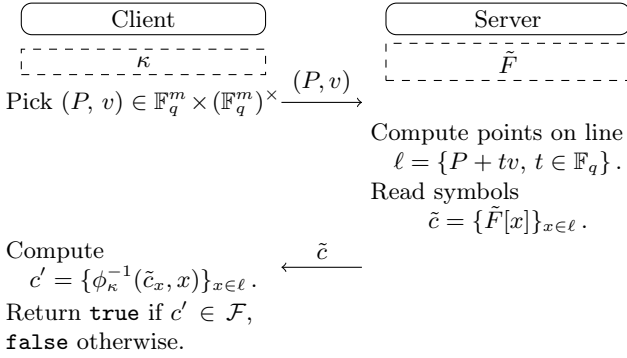 Client
Server
κ
F̃
Pick (P, v) ∈ 𝔽_q^m × (𝔽_q^m)^×
(P, v)
Compute points on line
ℓ = {P + tv, t ∈ 𝔽_q} .
Read symbols
c̃ = {F̃[x]}_{x∈ℓ} .
Compute
c̃
c′ = {ϕ_κ^{−1}(c̃_x, x)}_{x∈ℓ} .
Return true if c′ ∈ ℱ,
false otherwise.